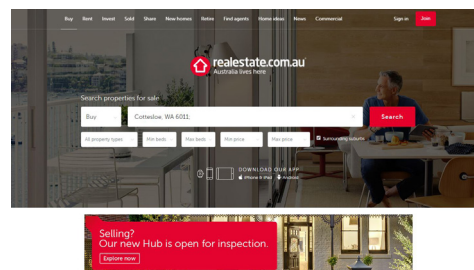 Buy Rent Invest Sold Share New homes Retire Find agents Home ideas News Commercial Sign in Join
realestate.com.au
Australia lives here
Search properties for sale
Buy Cottesloe, WA 6011; Search
All property types Min beds Max beds Min price Max price Surrounding suburbs
DOWNLOAD OUR APP
iPhone & iPad Android
Selling?
Our new Hub is open for inspection.
Explore now